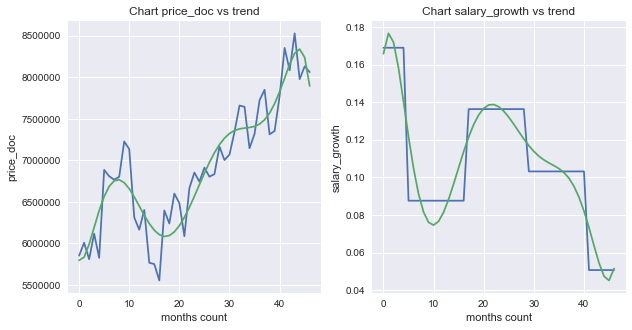 Chart price_doc vs trend
8500000
8000000
7500000
7000000
6500000
6000000
5500000
price_doc
0 10 20 30 40
months count
Chart salary_growth vs trend
0.18
0.16
0.14
0.12
0.10
0.08
0.06
0.04
salary_growth
0 10 20 30 40
months count